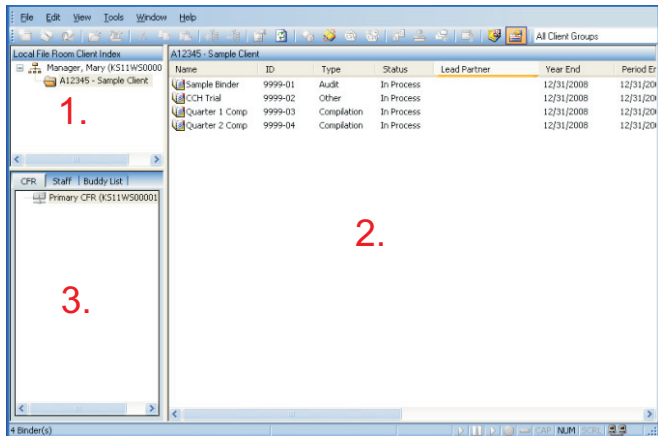 File Edit View Tools Window Help
All Client Groups
Local File Room Client Index
Manager, Mary (KS11WS0000
A12345 - Sample Client
1.
CFR Staff Buddy List
Primary CFR (KS11WS00001
3.
A12345 - Sample Client
Name ID Type Status Lead Partner Year End Period Er
Sample Binder 9999-01 Audit In Process 12/31/2008 12/31/20
CCH Trial 9999-02 Other In Process 12/31/2008 12/31/20
Quarter 1 Comp 9999-03 Compilation In Process 12/31/2008 12/31/20
Quarter 2 Comp 9999-04 Compilation In Process 12/31/2008 12/31/20
2.
4 Binder(s) CAP NUM SCRL